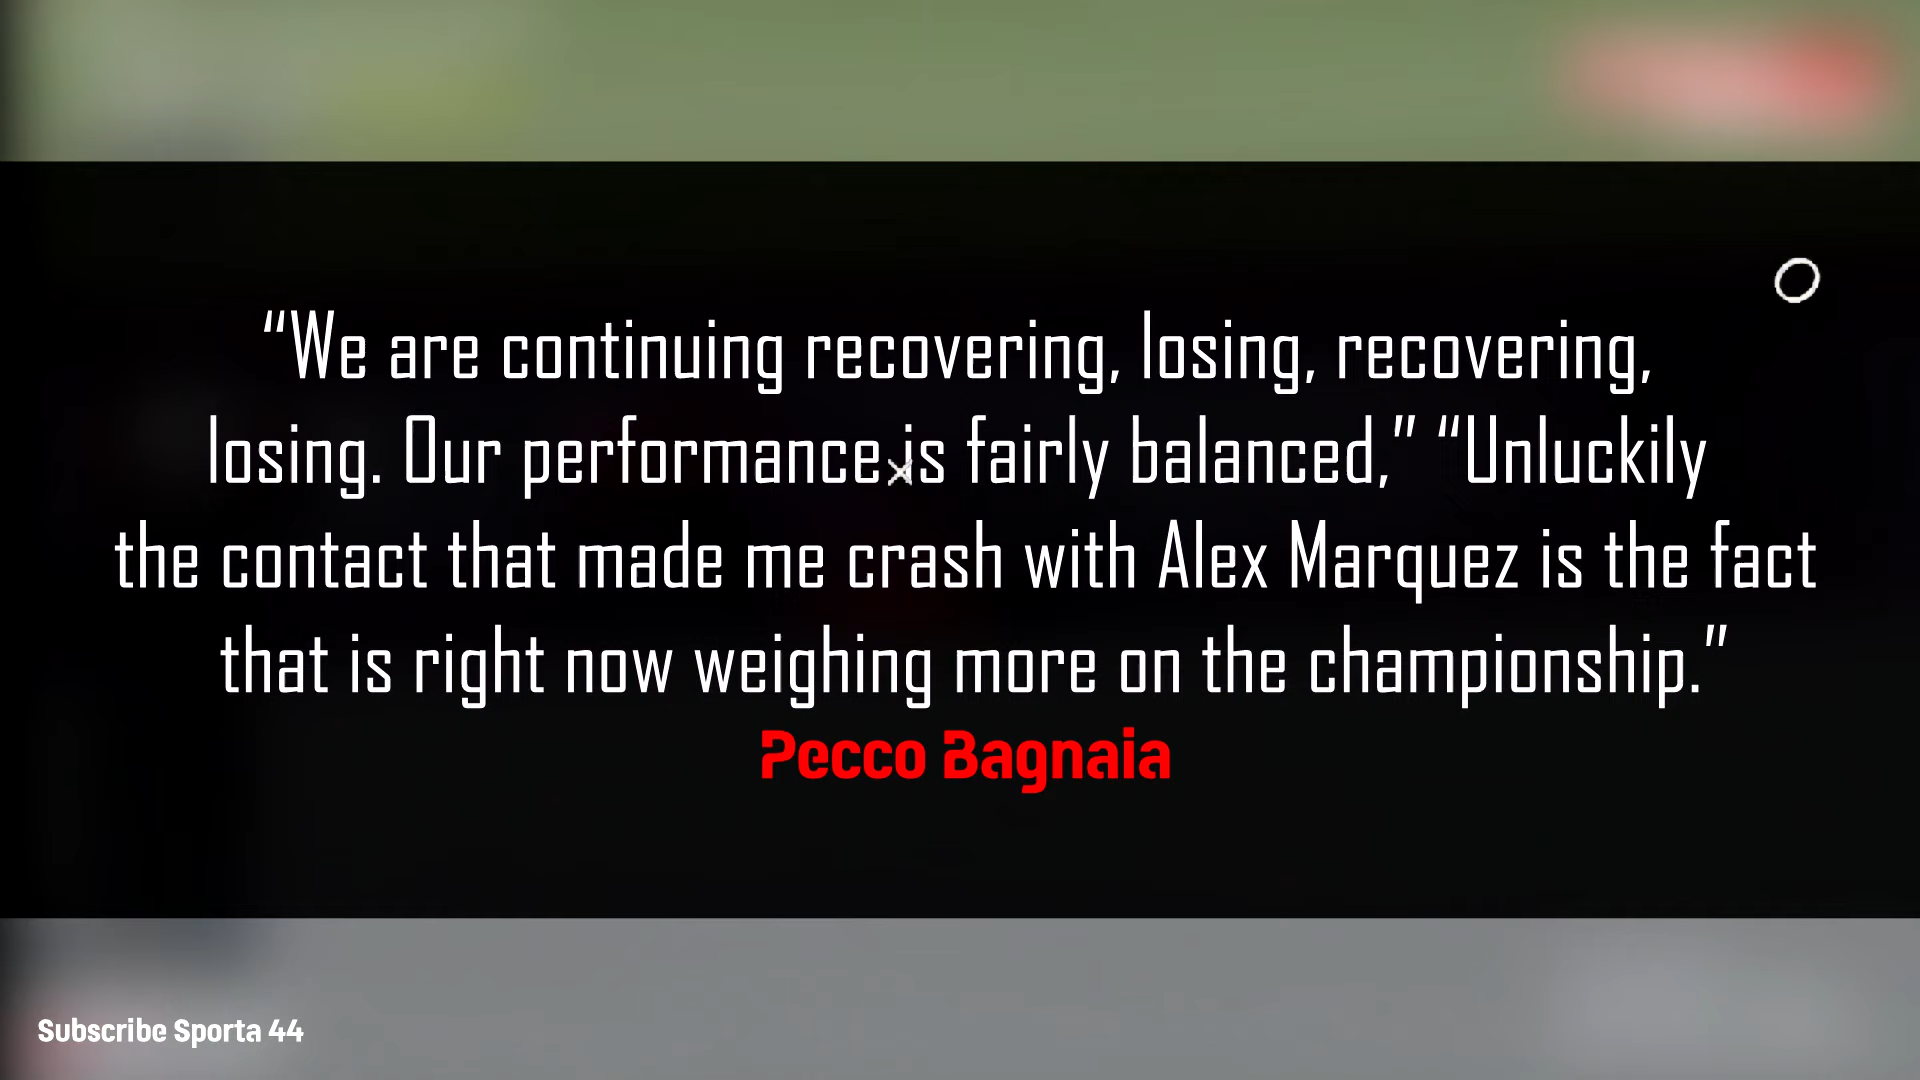 “We are continuing recovering, losing, recovering,
losing. Our performance is fairly balanced,” “Unluckily
the contact that made me crash with Alex Marquez is the fact
that is right now weighing more on the championship.”
Pecco Bagnaia
Subscribe Sporta 44